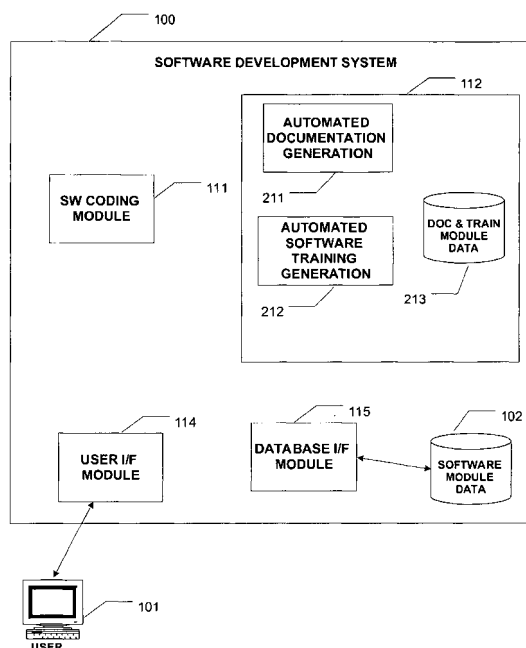 100
SOFTWARE DEVELOPMENT SYSTEM
112
AUTOMATED
DOCUMENTATION
GENERATION
211
SW CODING
MODULE
111
AUTOMATED
SOFTWARE
TRAINING
GENERATION
212
DOC & TRAIN
MODULE
DATA
213
114
USER I/F
MODULE
115
DATABASE I/F
MODULE
102
SOFTWARE
MODULE
DATA
101
USER